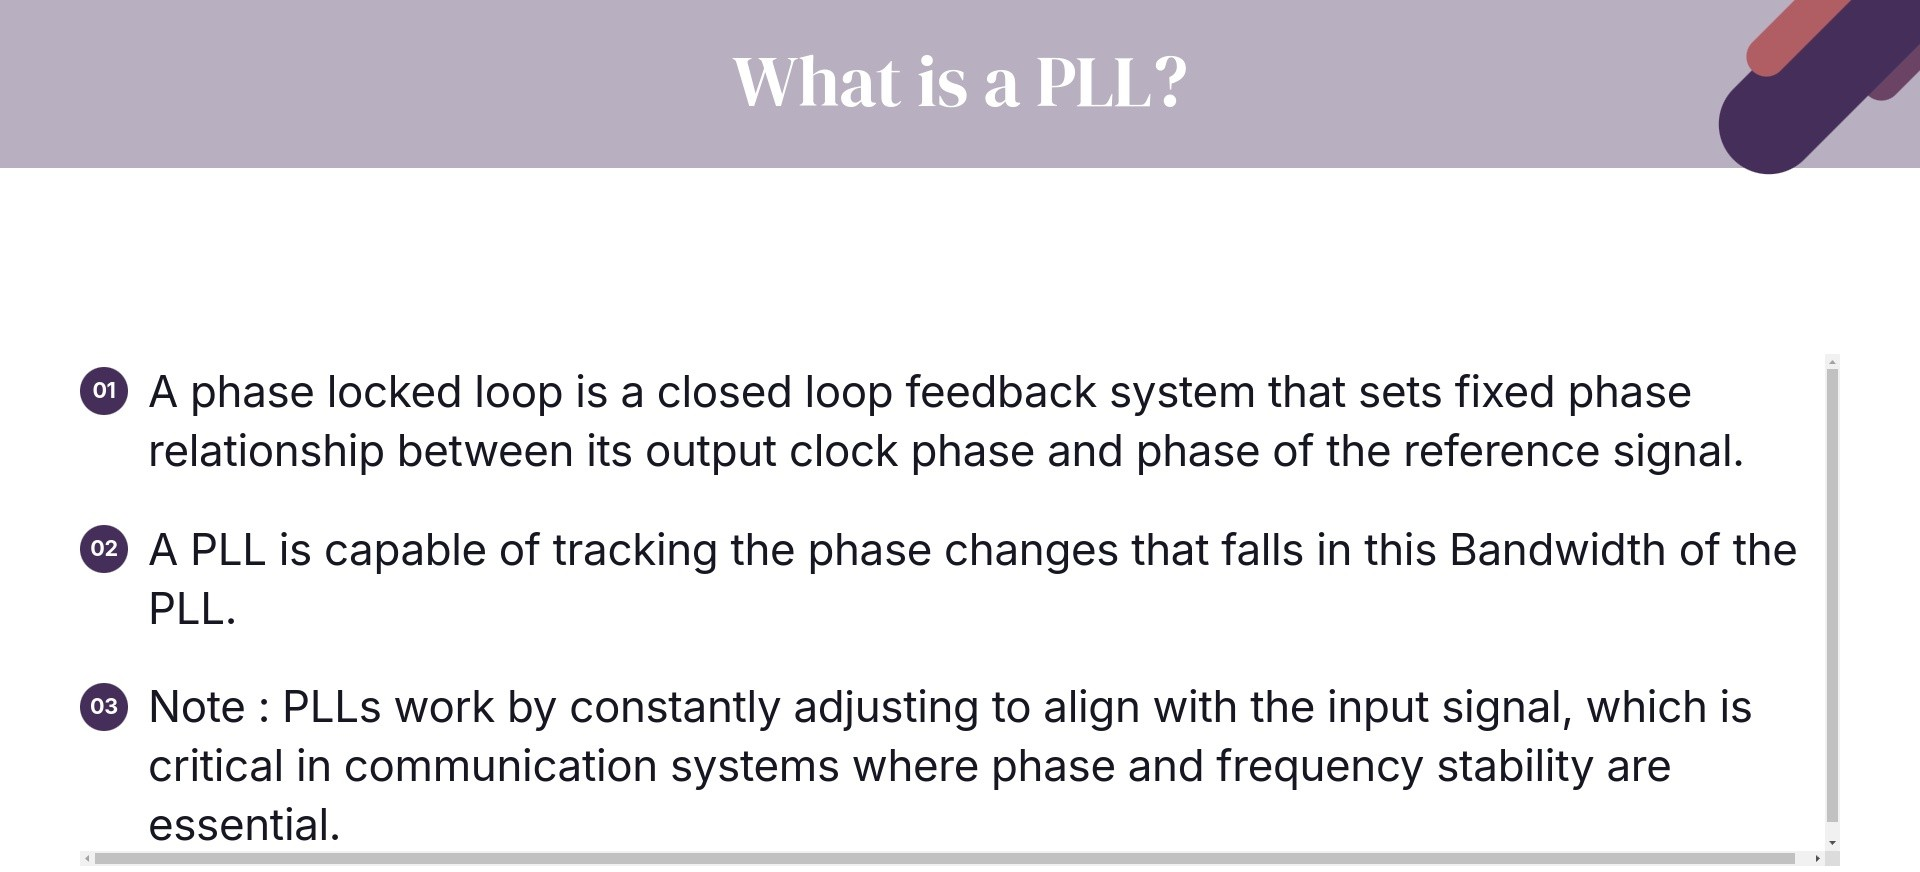 What is a PLL?
01 A phase locked loop is a closed loop feedback system that sets fixed phase
relationship between its output clock phase and phase of the reference signal.
02 A PLL is capable of tracking the phase changes that falls in this Bandwidth of the
PLL.
03 Note : PLLs work by constantly adjusting to align with the input signal, which is
critical in communication systems where phase and frequency stability are
essential.